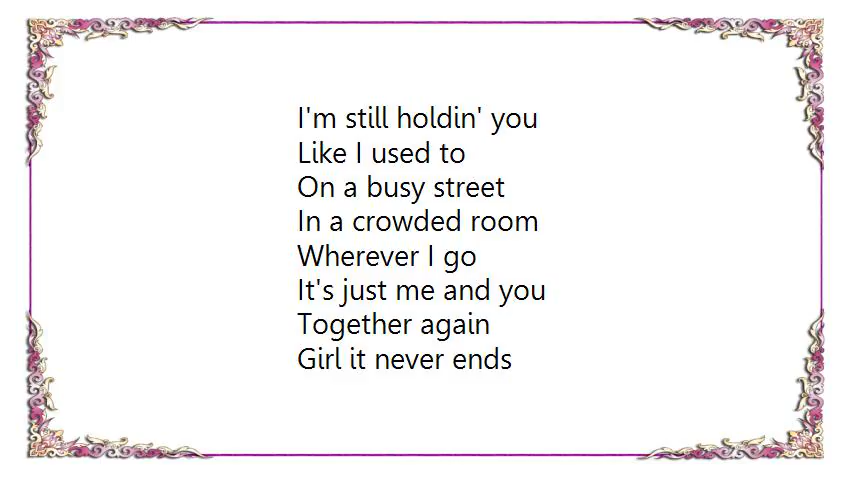 I'm still holdin' you
Like I used to
On a busy street
In a crowded room
Wherever I go
It's just me and you
Together again
Girl it never ends